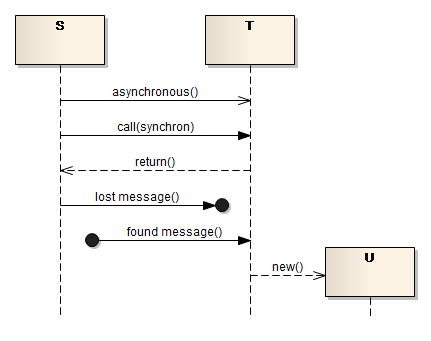 S
T
asynchronous()
call(synchron)
return()
lost message()
found message()
U
new()